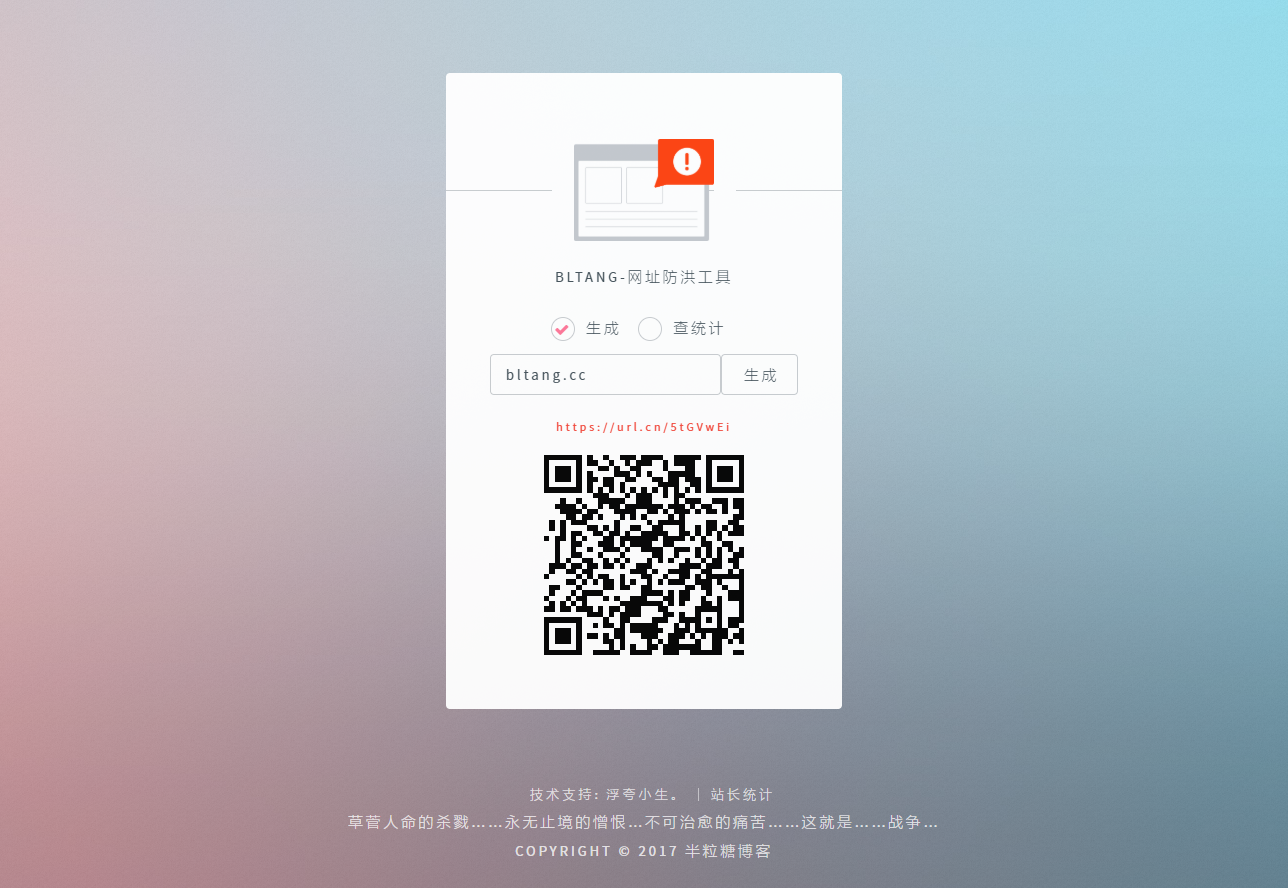 BLTANG-网址防洪工具
生成 查统计
bltang.cc 生成
https://url.cn/5tGVwEi
技术支持: 浮夸小生。 | 站长统计
草菅人命的杀戮……永无止境的憎恨…不可治愈的痛苦……这就是……战争…
COPYRIGHT © 2017 半粒糖博客